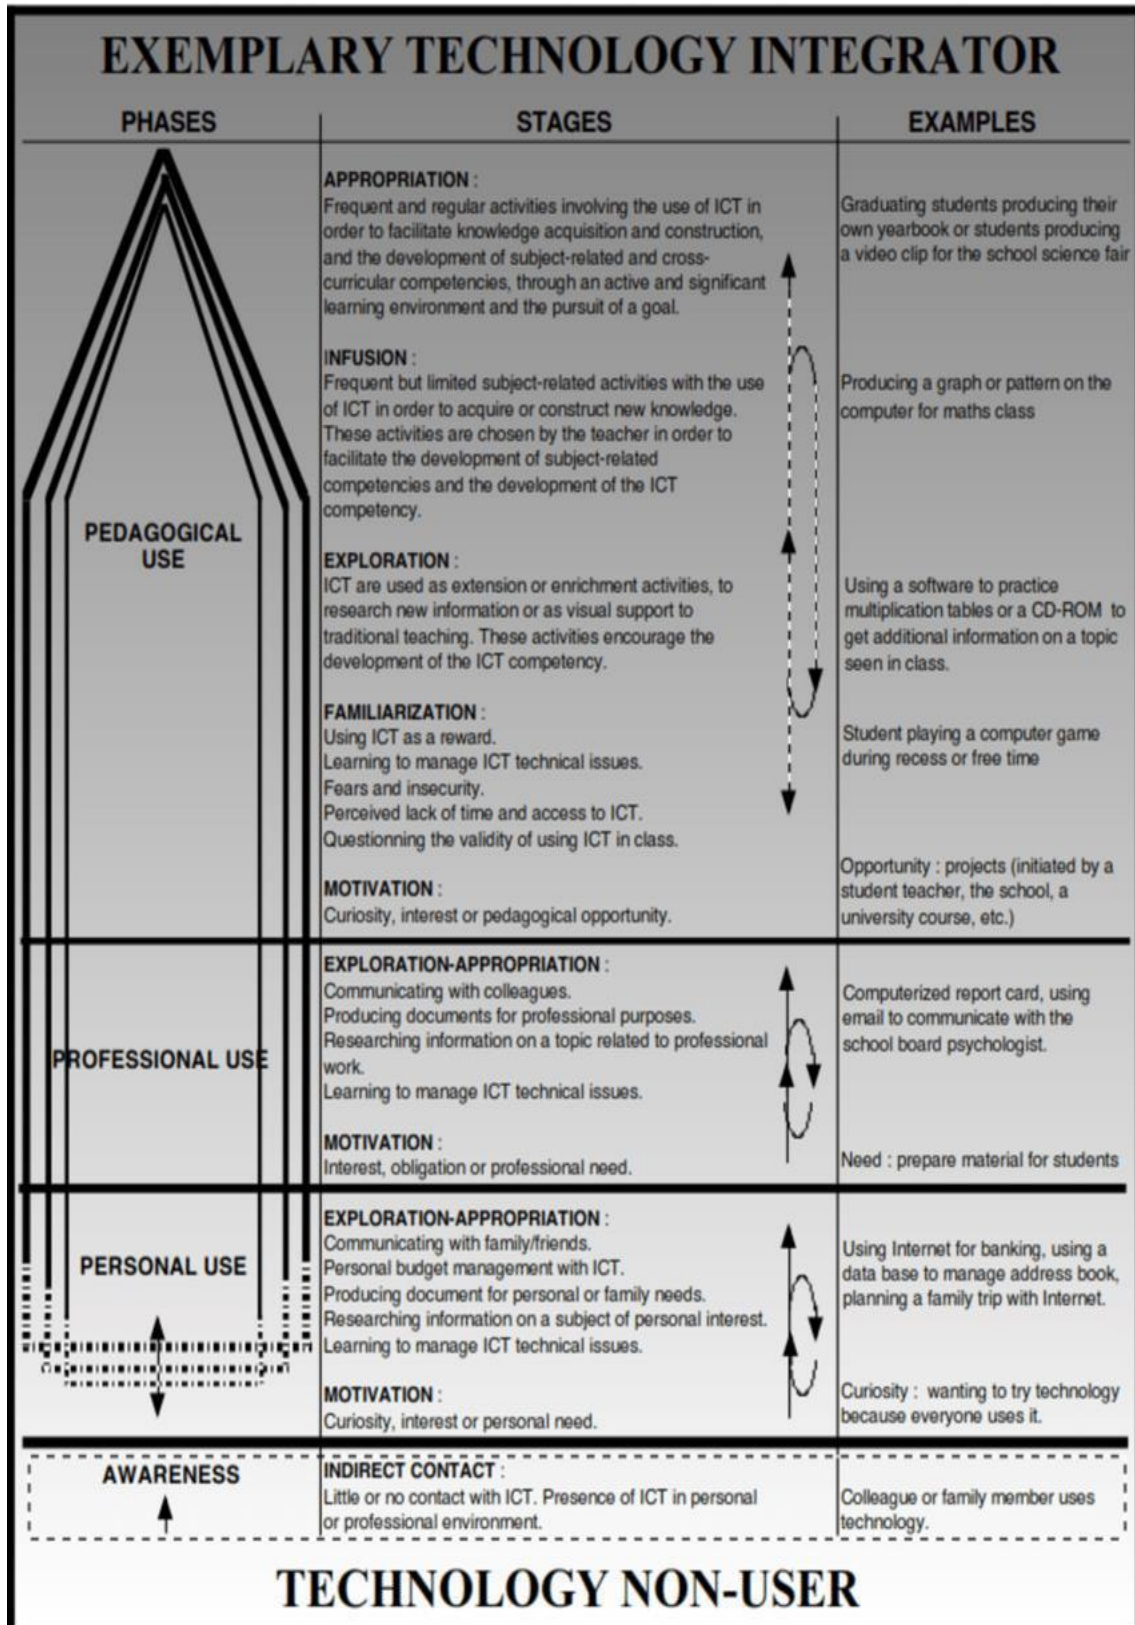 EXEMPLARY TECHNOLOGY INTEGRATOR
PHASES
STAGES
EXAMPLES
PEDAGOGICAL
USE
APPROPRIATION :
Frequent and regular activities involving the use of ICT in
order to facilitate knowledge acquisition and construction,
and the development of subject-related and cross-
curricular competencies, through an active and significant
learning environment and the pursuit of a goal.
Graduating students producing their
own yearbook or students producing
a video clip for the school science fair
INFUSION :
Frequent but limited subject-related activities with the use
of ICT in order to acquire or construct new knowledge.
These activities are chosen by the teacher in order to
facilitate the development of subject-related
competencies and the development of the ICT
competency.
Producing a graph or pattern on the
computer for maths class
EXPLORATION :
ICT are used as extension or enrichment activities, to
research new information or as visual support to
traditional teaching. These activities encourage the
development of the ICT competency.
Using a software to practice
multiplication tables or a CD-ROM to
get additional information on a topic
seen in class.
FAMILIARIZATION :
Using ICT as a reward.
Learning to manage ICT technical issues.
Fears and insecurity.
Perceived lack of time and access to ICT.
Questionning the validity of using ICT in class.
Student playing a computer game
during recess or free time
MOTIVATION :
Curiosity, interest or pedagogical opportunity.
Opportunity : projects (initiated by a
student teacher, the school, a
university course, etc.)
PROFESSIONAL USE
EXPLORATION-APPROPRIATION :
Communicating with colleagues.
Producing documents for professional purposes.
Researching information on a topic related to professional
work.
Learning to manage ICT technical issues.
Computerized report card, using
email to communicate with the
school board psychologist.
MOTIVATION :
Interest, obligation or professional need.
Need : prepare material for students
PERSONAL USE
EXPLORATION-APPROPRIATION :
Communicating with family/friends.
Personal budget management with ICT.
Producing document for personal or family needs.
Researching information on a subject of personal interest.
Learning to manage ICT technical issues.
Using Internet for banking, using a
data base to manage address book,
planning a family trip with Internet.
MOTIVATION :
Curiosity, interest or personal need.
Curiosity : wanting to try technology
because everyone uses it.
AWARENESS
INDIRECT CONTACT :
Little or no contact with ICT. Presence of ICT in personal
or professional environment.
Colleague or family member uses
technology.
TECHNOLOGY NON-USER